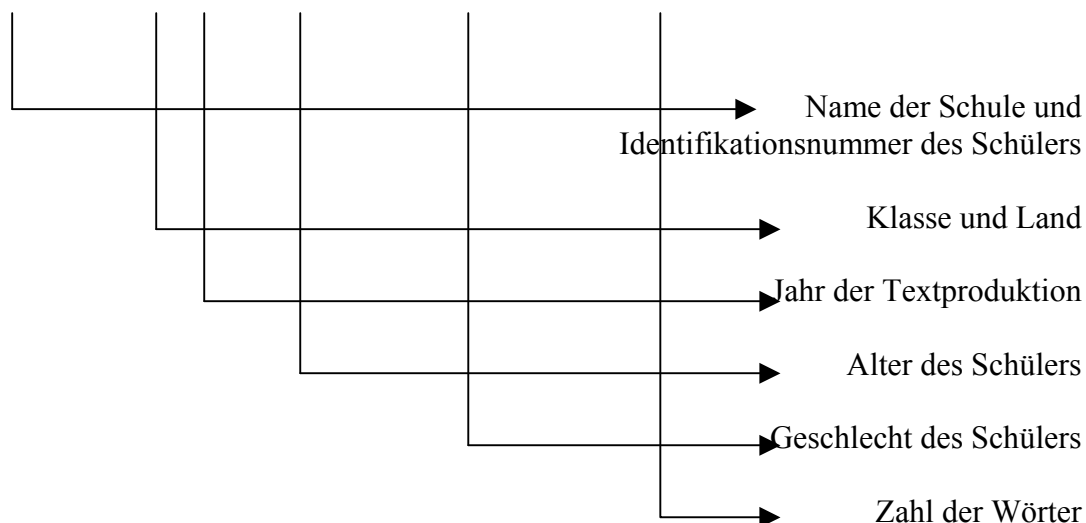 Name der Schule und
Identifikationsnummer des Schülers
Klasse und Land
Jahr der Textproduktion
Alter des Schülers
Geschlecht des Schülers
Zahl der Wörter